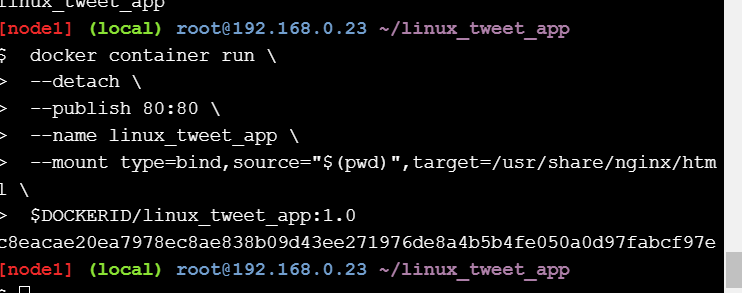 linux_tweet_app
[node1] (local) root@192.168.0.23 ~/linux_tweet_app
$  docker container run \
>  --detach \
>  --publish 80:80 \
>  --name linux_tweet_app \
>  --mount type=bind,source="$(pwd)",target=/usr/share/nginx/htm
l \
>  $DOCKERID/linux_tweet_app:1.0
c8eacae20ea7978ec8ae838b09d43ee271976de8a4b5b4fe050a0d97fabcf97e
[node1] (local) root@192.168.0.23 ~/linux_tweet_app
$